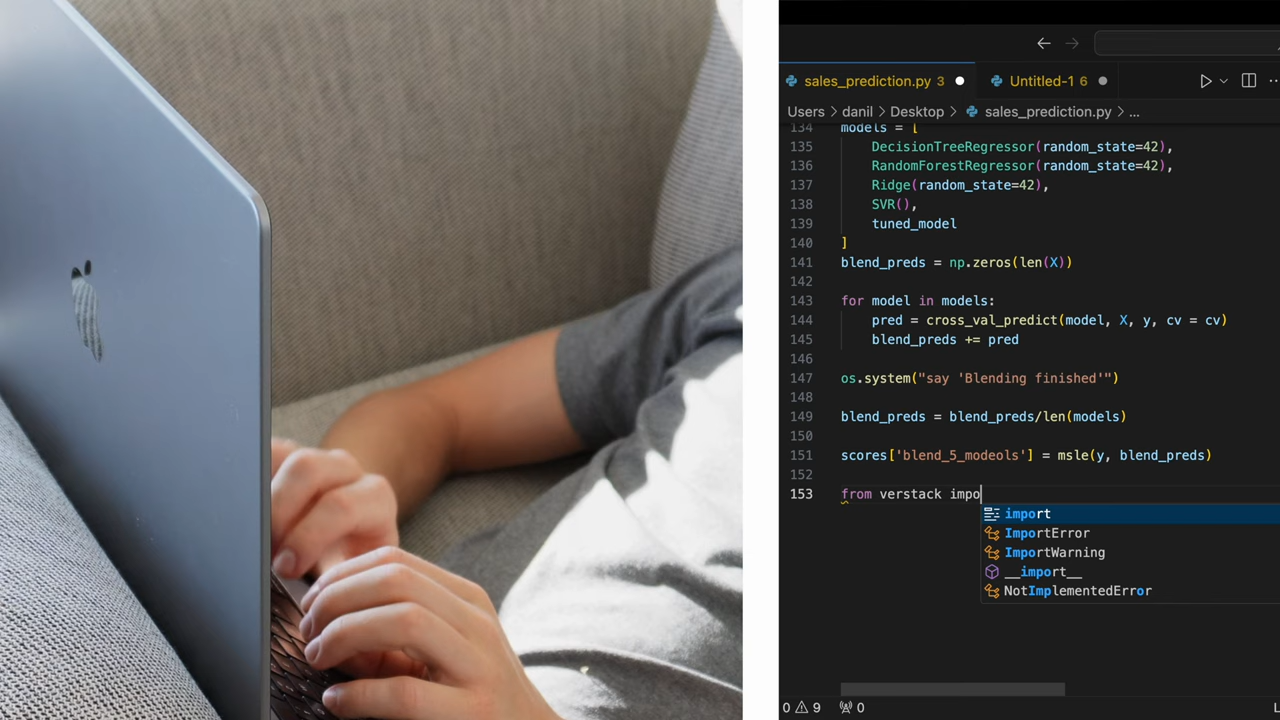 sales_prediction.py 3
Untitled-1 6
Users > danil > Desktop > sales_prediction.py > ...
134 models = [
135 DecisionTreeRegressor(random_state=42),
136 RandomForestRegressor(random_state=42),
137 Ridge(random_state=42),
138 SVR(),
139 tuned_model
140 ]
141 blend_preds = np.zeros(len(X))
142
143 for model in models:
144 pred = cross_val_predict(model, X, y, cv = cv)
145 blend_preds += pred
146
147 os.system("say 'Blending finished'")
148
149 blend_preds = blend_preds/len(models)
150
151 scores['blend_5_modeols'] = msle(y, blend_preds)
152
153 from verstack impo
import
ImportError
ImportWarning
__import__
NotImplementedError
0 9 0